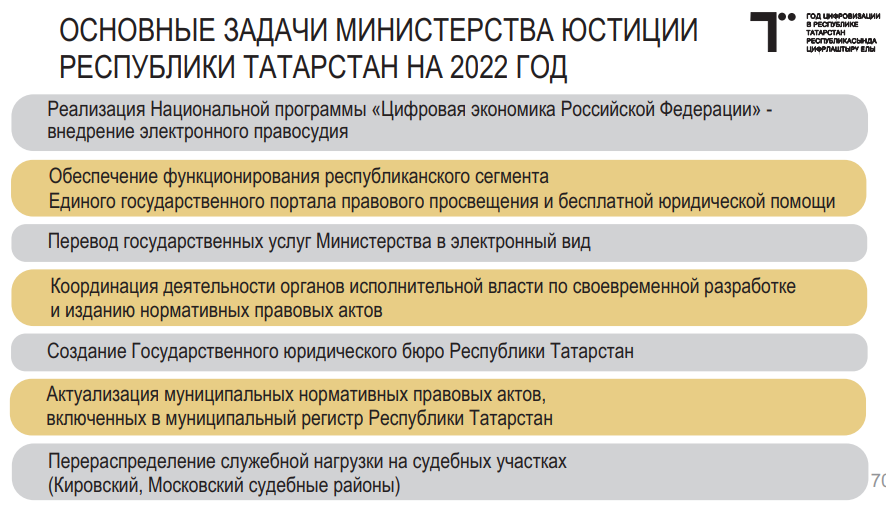 ОСНОВНЫЕ ЗАДАЧИ МИНИСТЕРСТВА ЮСТИЦИИ
РЕСПУБЛИКИ ТАТАРСТАН НА 2022 ГОД
ГОД ЦИФРОВИЗАЦИИ
В РЕСПУБЛИКЕ
ТАТАРСТАН
РЕСПУБЛИКАСЫНДА
ЦИФРЛАШТЫРУ ЕЛЫ
Реализация Национальной программы «Цифровая экономика Российской Федерации» -
внедрение электронного правосудия
Обеспечение функционирования республиканского сегмента
Единого государственного портала правового просвещения и бесплатной юридической помощи
Перевод государственных услуг Министерства в электронный вид
Координация деятельности органов исполнительной власти по своевременной разработке
и изданию нормативных правовых актов
Создание Государственного юридического бюро Республики Татарстан
Актуализация муниципальных нормативных правовых актов,
включенных в муниципальный регистр Республики Татарстан
Перераспределение служебной нагрузки на судебных участках
(Кировский, Московский судебные районы)
70